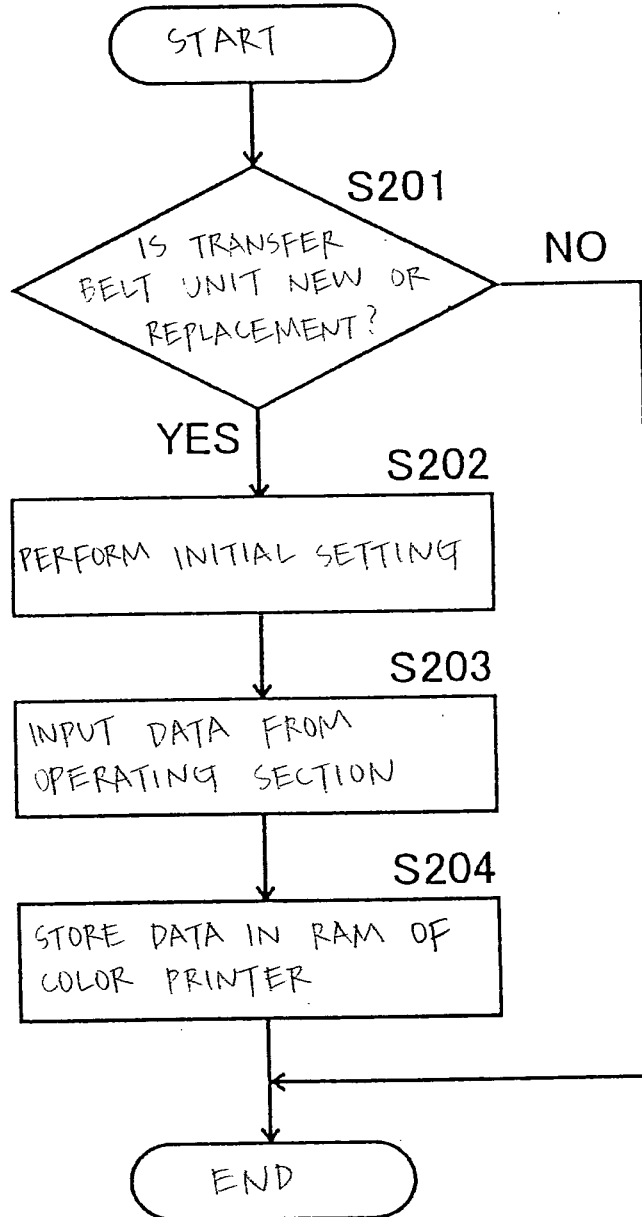 START
S201
IS TRANSFER
BELT UNIT NEW OR
REPLACEMENT?
NO
YES
S202
PERFORM INITIAL SETTING
S203
INPUT DATA FROM
OPERATING SECTION
S204
STORE DATA IN RAM OF
COLOR PRINTER
END